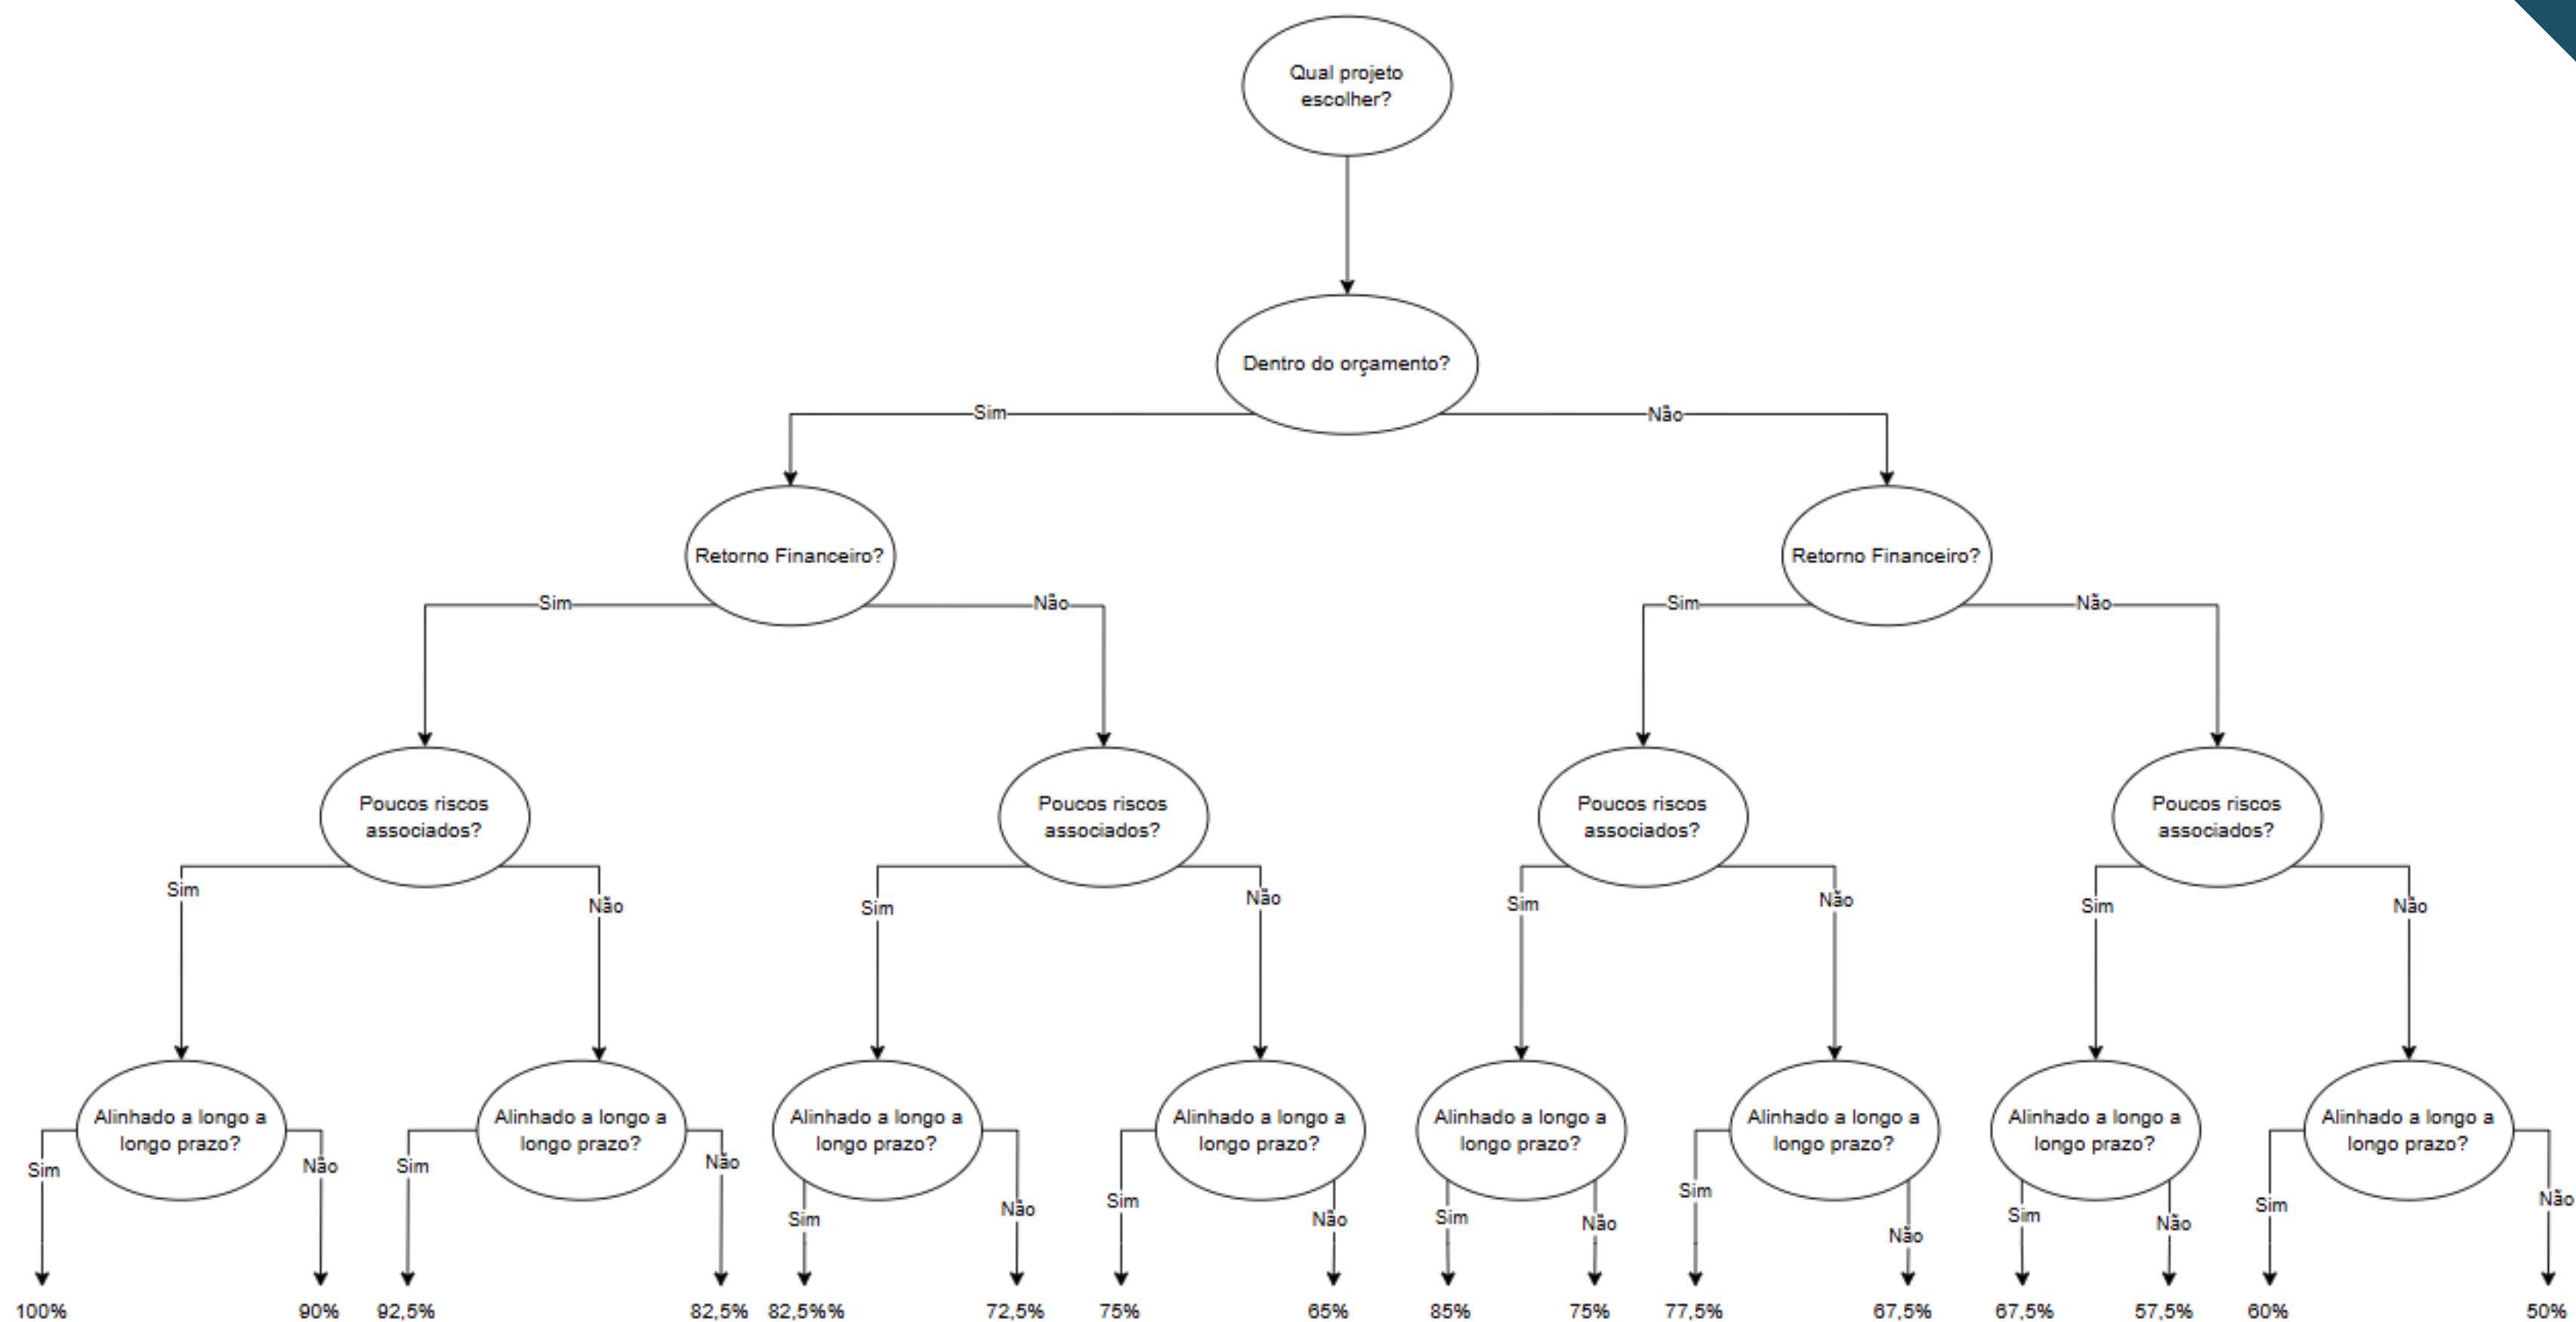 Qual projeto
escolher?
Dentro do orçamento?
Sim
Não
Retorno Financeiro?
Retorno Financeiro?
Sim
Não
Sim
Não
Poucos riscos
associados?
Poucos riscos
associados?
Poucos riscos
associados?
Poucos riscos
associados?
Sim
Não
Sim
Não
Sim
Não
Sim
Não
Alinhado a longo a
longo prazo?
Alinhado a longo a
longo prazo?
Alinhado a longo a
longo prazo?
Alinhado a longo a
longo prazo?
Alinhado a longo a
longo prazo?
Alinhado a longo a
longo prazo?
Alinhado a longo a
longo prazo?
Alinhado a longo a
longo prazo?
Sim
Não
Sim
Não
Sim
Não
Sim
Não
Sim
Não
Sim
Não
Sim
Não
Sim
Não
100%
90%
92,5%
82,5%
82,5%%
72,5%
75%
65%
85%
75%
77,5%
67,5%
67,5%
57,5%
60%
50%